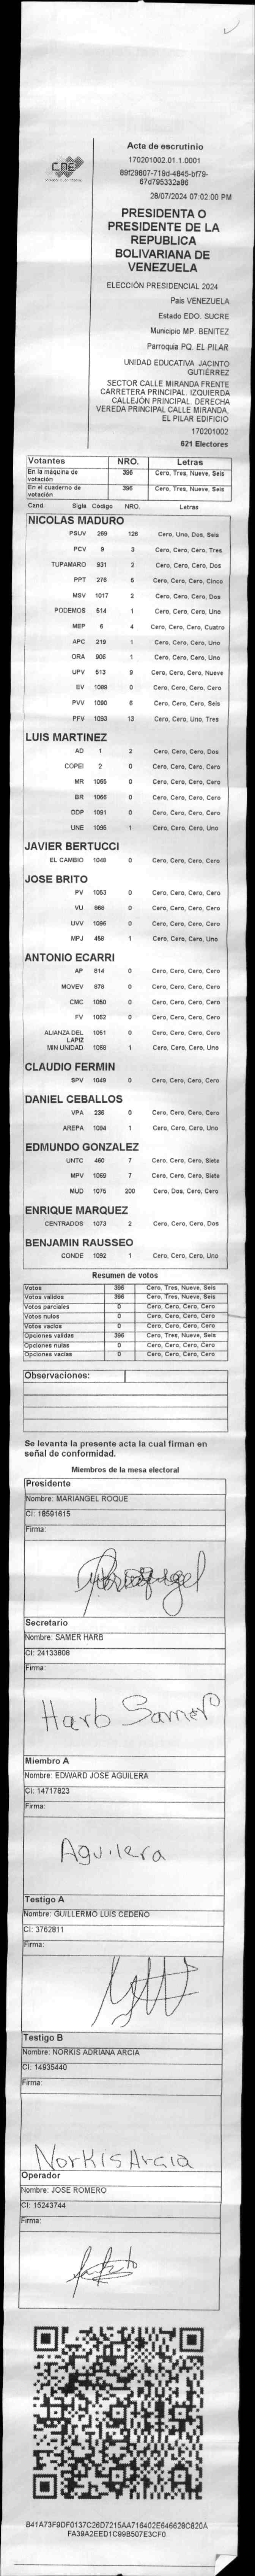 CNE
Acta de escrutinio
170201002.01.1.0001
89f29807-719d-4845-bf79-
67d795332a86
28/07/2024 07:02:00 PM
PRESIDENTA O
PRESIDENTE DE LA
REPUBLICA
BOLIVARIANA DE
VENEZUELA
ELECCIÓN PRESIDENCIAL 2024
Pais VENEZUELA
Estado EDO. SUCRE
Municipio MP. BENITEZ
Parroquia PQ. EL PILAR
UNIDAD EDUCATIVA JACINTO
GUTIÉRREZ
SECTOR CALLE MIRANDA FRENTE
CARRETERA PRINCIPAL. IZQUIERDA
CALLEJÓN PRINCIPAL. DERECHA
VEREDA PRINCIPAL CALLE MIRANDA.
EL PILAR EDIFICIO
170201002
621 Electores
Votantes NRO. Letras
En la máquina de votación 396 Cero, Tres, Nueve, Seis
En el cuaderno de votación 396 Cero, Tres, Nueve, Seis
Cand. Sigla Código NRO. Letras
NICOLAS MADURO
PSUV 269 126 Cero, Uno, Dos, Seis
PCV 9 3 Cero, Cero, Cero, Tres
TUPAMARO 931 2 Cero, Cero, Cero, Dos
PPT 276 5 Cero, Cero, Cero, Cinco
MSV 1017 2 Cero, Cero, Cero, Dos
PODEMOS 514 1 Cero, Cero, Cero, Uno
MEP 6 4 Cero, Cero, Cero, Cuatro
APC 219 1 Cero, Cero, Cero, Uno
ORA 906 1 Cero, Cero, Cero, Uno
UPV 513 9 Cero, Cero, Cero, Nueve
EV 1089 0 Cero, Cero, Cero, Cero
PVV 1090 6 Cero, Cero, Cero, Seis
PFV 1093 13 Cero, Cero, Uno, Tres
LUIS MARTINEZ
AD 1 2 Cero, Cero, Cero, Dos
COPEI 2 0 Cero, Cero, Cero, Cero
MR 1065 0 Cero, Cero, Cero, Cero
BR 1066 0 Cero, Cero, Cero, Cero
DDP 1091 0 Cero, Cero, Cero, Cero
UNE 1095 1 Cero, Cero, Cero, Uno
JAVIER BERTUCCI
EL CAMBIO 1048 0 Cero, Cero, Cero, Cero
JOSE BRITO
PV 1053 0 Cero, Cero, Cero, Cero
VU 868 0 Cero, Cero, Cero, Cero
UVV 1096 0 Cero, Cero, Cero, Cero
MPJ 458 1 Cero, Cero, Cero, Uno
ANTONIO ECARRI
AP 814 0 Cero, Cero, Cero, Cero
MOVEV 878 0 Cero, Cero, Cero, Cero
CMC 1050 0 Cero, Cero, Cero, Cero
FV 1062 0 Cero, Cero, Cero, Cero
ALIANZA DEL LAPIZ 1051 0 Cero, Cero, Cero, Cero
MIN UNIDAD 1058 1 Cero, Cero, Cero, Uno
CLAUDIO FERMIN
SPV 1049 0 Cero, Cero, Cero, Cero
DANIEL CEBALLOS
VPA 236 0 Cero, Cero, Cero, Cero
AREPA 1094 1 Cero, Cero, Cero, Uno
EDMUNDO GONZALEZ
UNTC 460 7 Cero, Cero, Cero, Siete
MPV 1069 7 Cero, Cero, Cero, Siete
MUD 1075 200 Cero, Dos, Cero, Cero
ENRIQUE MARQUEZ
CENTRADOS 1073 2 Cero, Cero, Cero, Dos
BENJAMIN RAUSSEO
CONDE 1092 1 Cero, Cero, Cero, Uno
Resumen de votos
Votos 396 Cero, Tres, Nueve, Seis
Votos validos 396 Cero, Tres, Nueve, Seis
Votos parciales 0 Cero, Cero, Cero, Cero
Votos nulos 0 Cero, Cero, Cero, Cero
Votos vacios 0 Cero, Cero, Cero, Cero
Opciones validas 396 Cero, Tres, Nueve, Seis
Opciones nulas 0 Cero, Cero, Cero, Cero
Opciones vacias 0 Cero, Cero, Cero, Cero
Observaciones:
Se levanta la presente acta la cual firman en
señal de conformidad.
Miembros de la mesa electoral
Presidente
Nombre: MARIANGEL ROQUE
CI: 18591615
Firma:
Secretario
Nombre: SAMER HARB
CI: 24133808
Firma:
Harb Samer
Miembro A
Nombre: EDWARD JOSE AGUILERA
CI: 14717823
Firma:
Aguilera
Testigo A
Nombre: GUILLERMO LUIS CEDEÑO
CI: 3762811
Firma:
Testigo B
Nombre: NORKIS ADRIANA ARCIA
CI: 14935440
Firma:
Norkis Arcia
Operador
Nombre: JOSE ROMERO
CI: 15243744
Firma:
841A73F9DF0137C26D7215AA716402E646628C820A
FA39A2EED1C99B507E3CF0